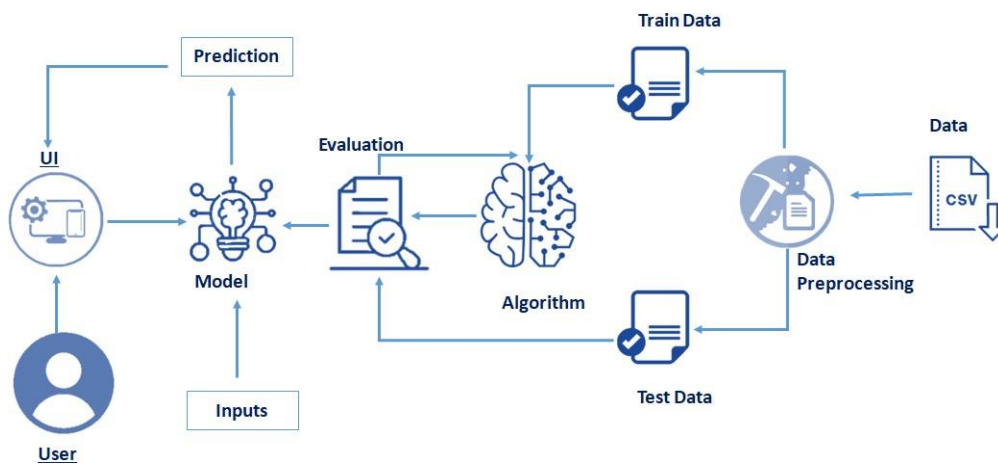 Train Data
Prediction
Data
Evaluation
UI
CSV
Data
Preprocessing
Model
Algorithm
Test Data
Inputs
User